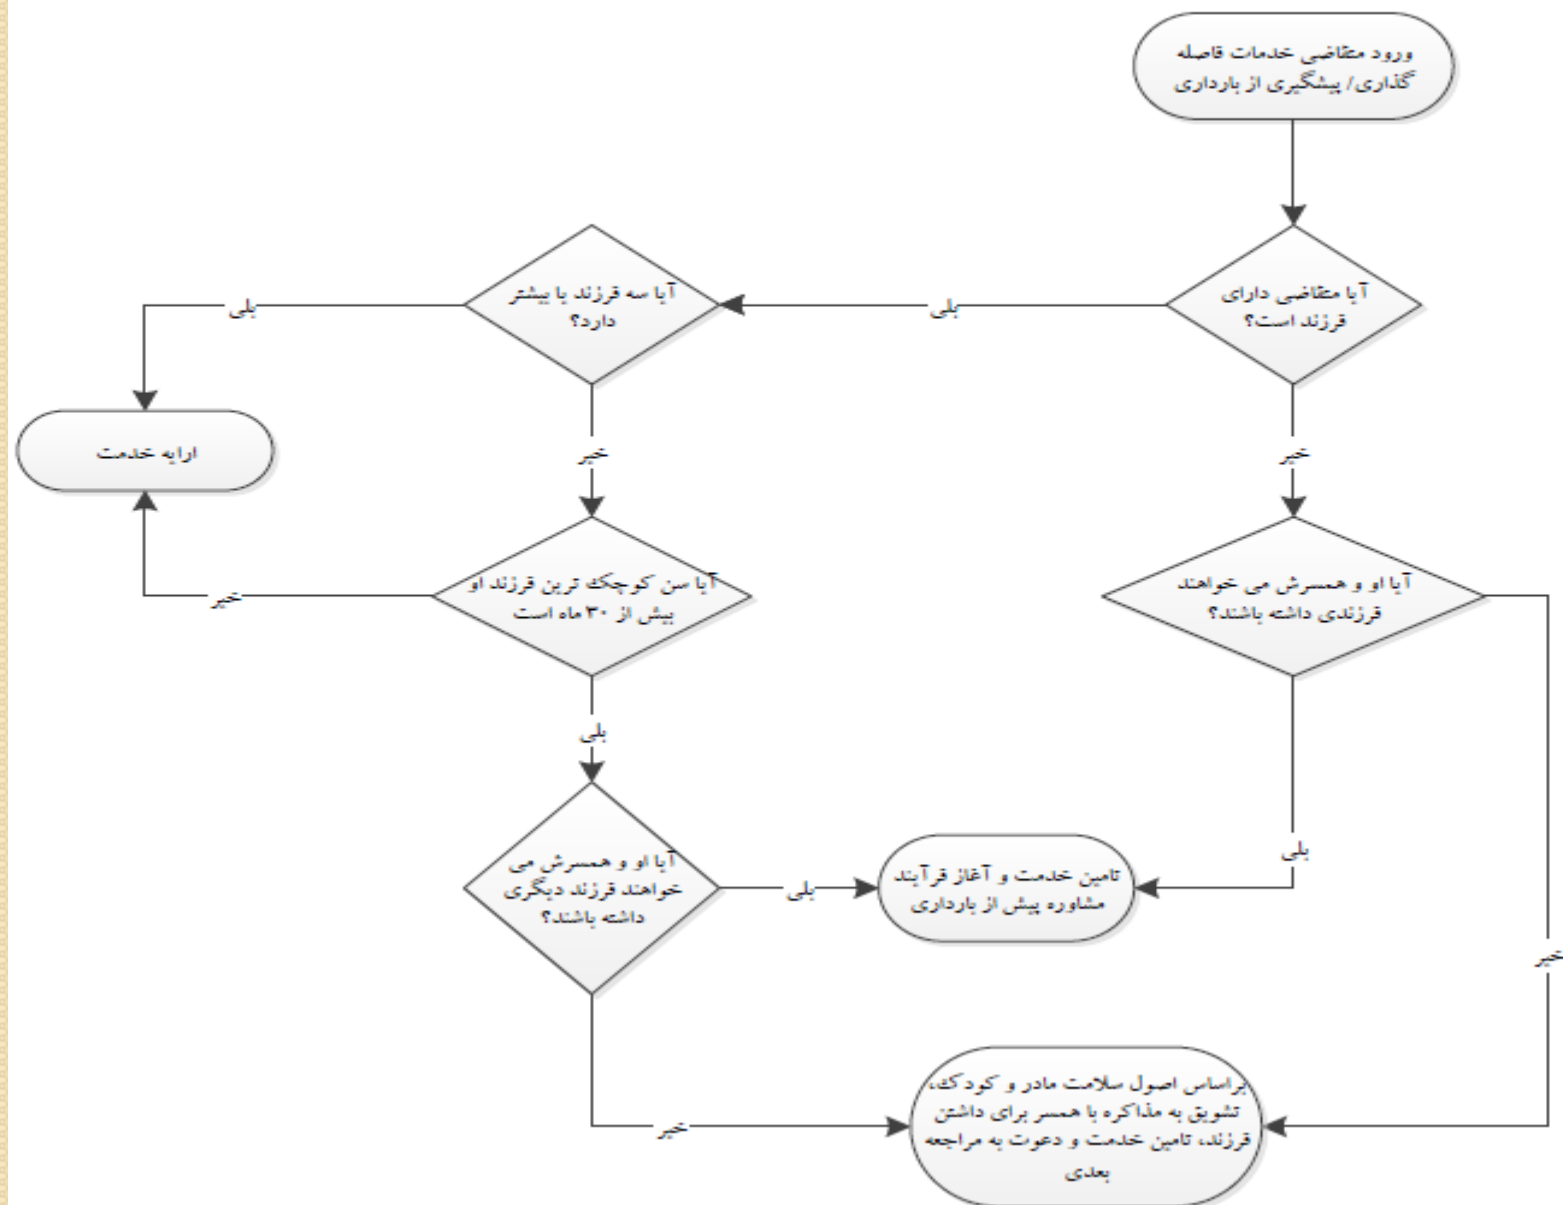 ورود متقاضی خدمات فاصله
گذاری/ پیشگیری از بارداری
آیا متقاضی دارای
فرزند است؟
بلی
آیا سه فرزند یا بیشتر
دارد؟
بلی
ارایه خدمت
خیر
خیر
آیا او و همسرش می خواهند
فرزندی داشته باشند؟
آیا سن کوچک ترین فرزند او
بیش از ۳۰ ماه است
خیر
بلی
آیا او و همسرش می
خواهند فرزند دیگری
داشته باشند؟
بلی
تامین خدمت و آغاز فرآیند
مشاوره پیش از بارداری
بلی
خیر
براساس اصول سلامت مادر و کودک،
تشویق به مذاکره با همسر برای داشتن
فرزند، تامین خدمت و دعوت به مراجعه
بعدی
خیر